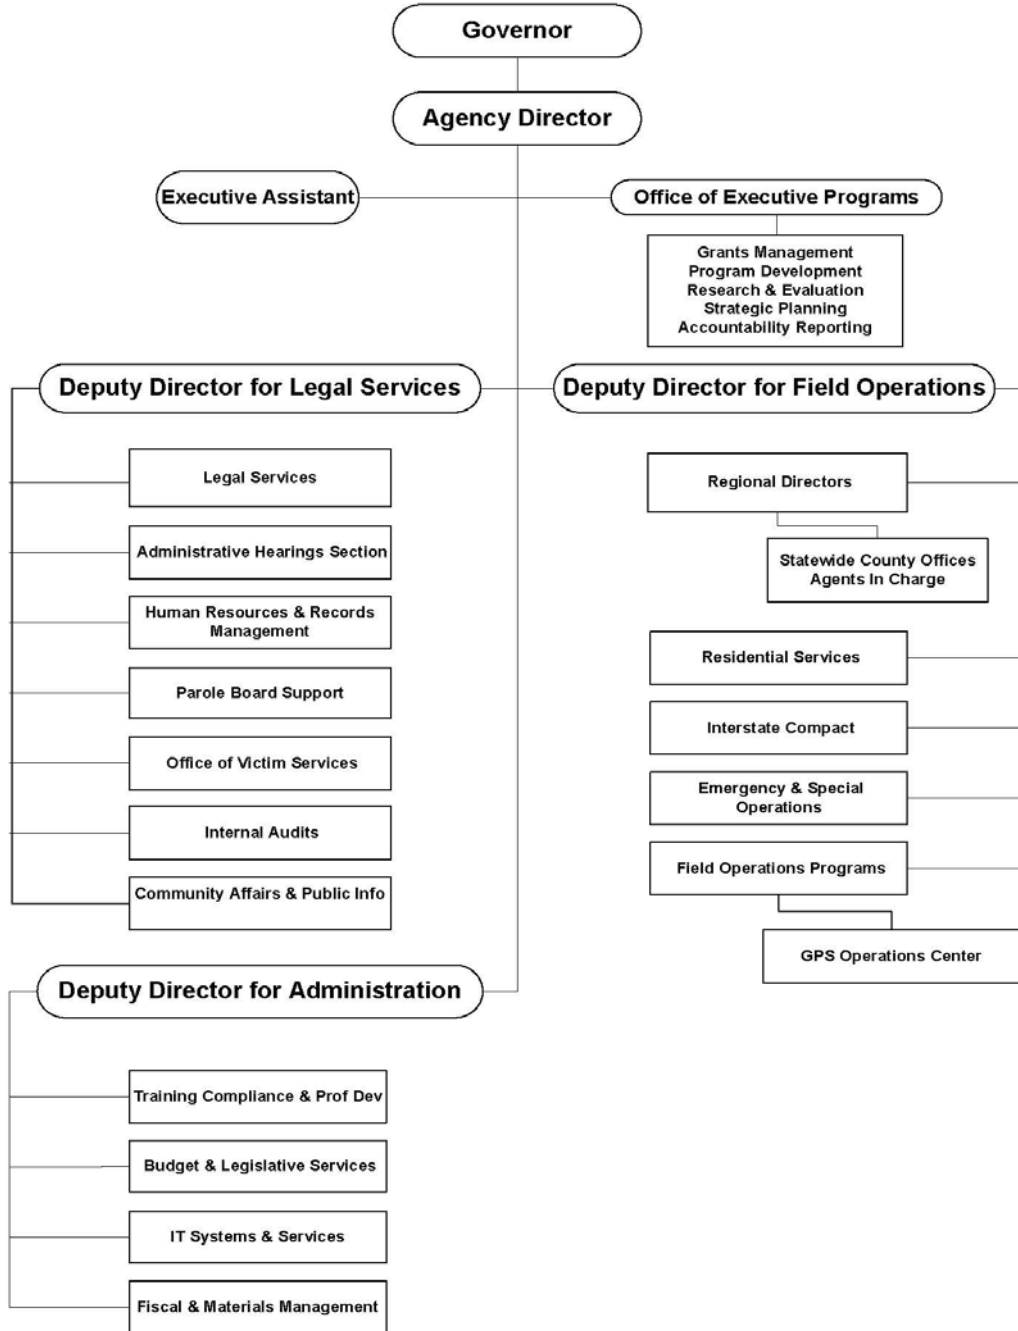 Governor
Agency Director
Executive Assistant
Office of Executive Programs
Grants Management
Program Development
Research & Evaluation
Strategic Planning
Accountability Reporting
Deputy Director for Legal Services
Deputy Director for Field Operations
Legal Services
Administrative Hearings Section
Human Resources & Records
Management
Parole Board Support
Office of Victim Services
Internal Audits
Community Affairs & Public Info
Regional Directors
Statewide County Offices
Agents In Charge
Residential Services
Interstate Compact
Emergency & Special
Operations
Field Operations Programs
GPS Operations Center
Deputy Director for Administration
Training Compliance & Prof Dev
Budget & Legislative Services
IT Systems & Services
Fiscal & Materials Management